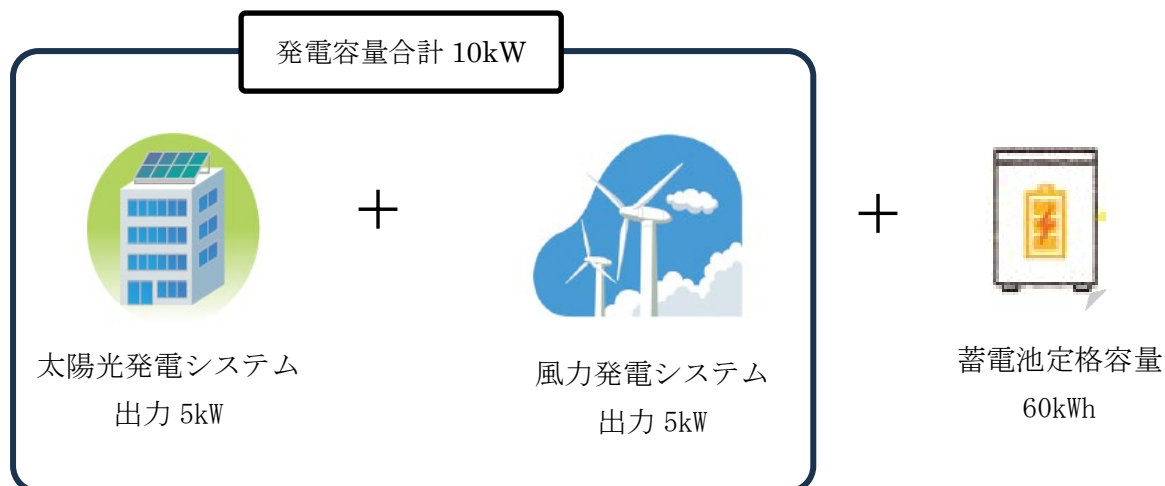 発電容量合計 10kW
＋
＋
太陽光発電システム
出力 5kW
風力発電システム
出力 5kW
蓄電池定格容量
60kWh